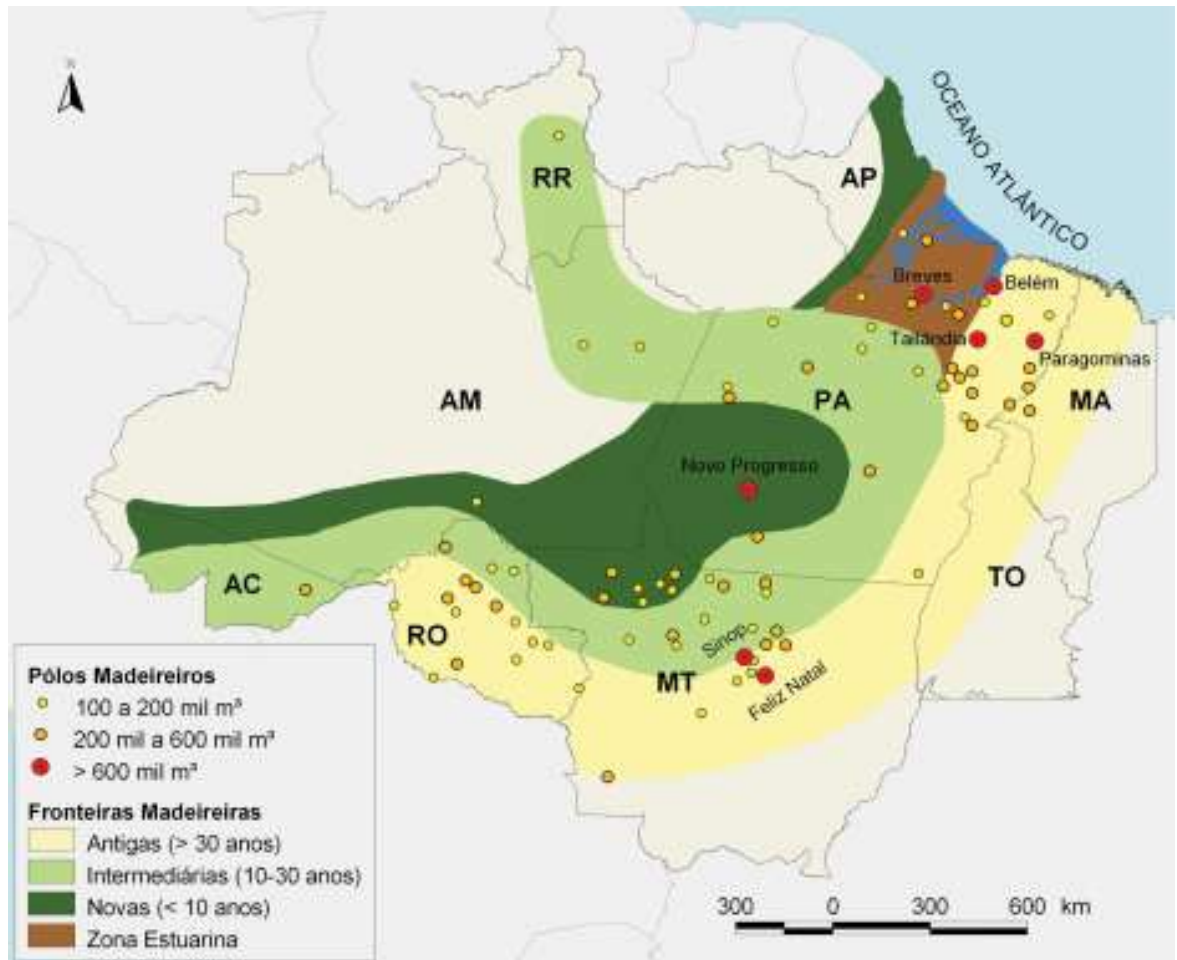 N
OCEANO ATLÂNTICO
RR
AP
Breves
Belém
Tailândia
Paragominas
AM
PA
MA
Novo Progresso
AC
TO
RO
Sinop
MT
Feliz Natal
Pólos Madeireiros
100 a 200 mil m³
200 mil a 600 mil m³
> 600 mil m³
Fronteiras Madeireiras
Antigas (> 30 anos)
Intermediárias (10-30 anos)
Novas (< 10 anos)
Zona Estuarina
300 0 300 600 km